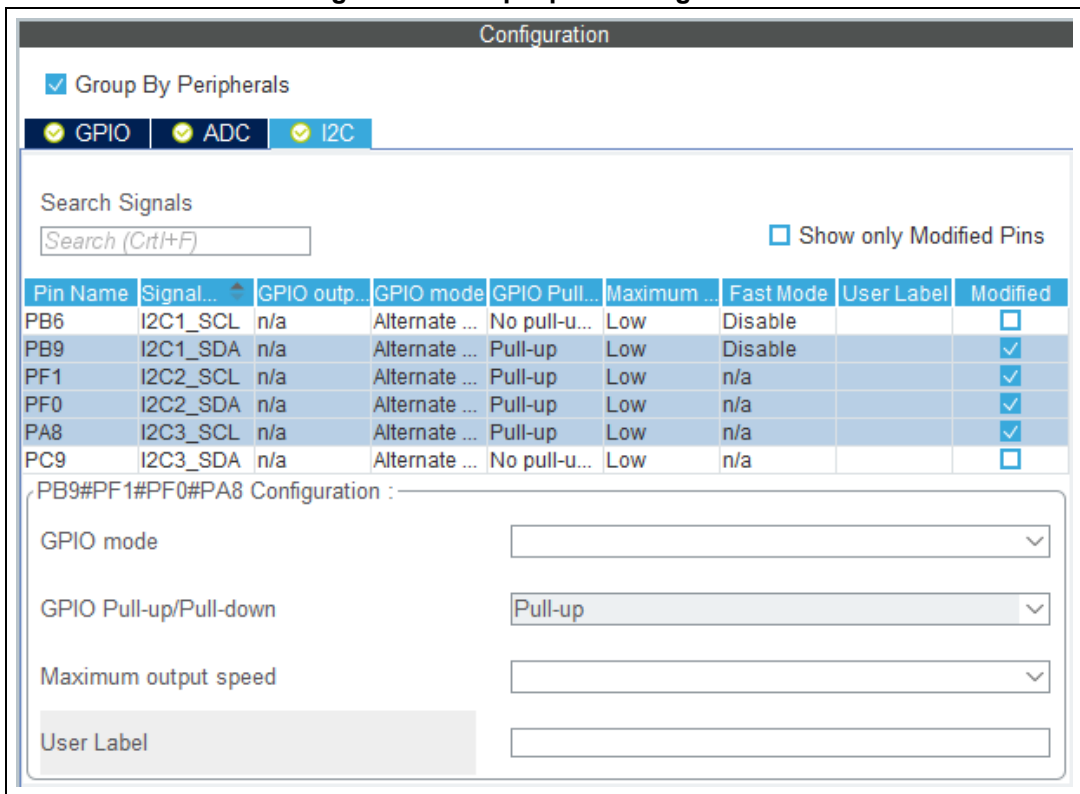 Configuration
Group By Peripherals
GPIO ADC I2C
Search Signals
Search (Crtl+F)
Show only Modified Pins
Pin Name Signal... GPIO outp... GPIO mode GPIO Pull... Maximum ... Fast Mode User Label Modified
PB6 I2C1_SCL n/a Alternate ... No pull-u... Low Disable
PB9 I2C1_SDA n/a Alternate ... Pull-up Low Disable
PF1 I2C2_SCL n/a Alternate ... Pull-up Low n/a
PF0 I2C2_SDA n/a Alternate ... Pull-up Low n/a
PA8 I2C3_SCL n/a Alternate ... Pull-up Low n/a
PC9 I2C3_SDA n/a Alternate ... No pull-u... Low n/a
PB9#PF1#PF0#PA8 Configuration :
GPIO mode
GPIO Pull-up/Pull-down Pull-up
Maximum output speed
User Label